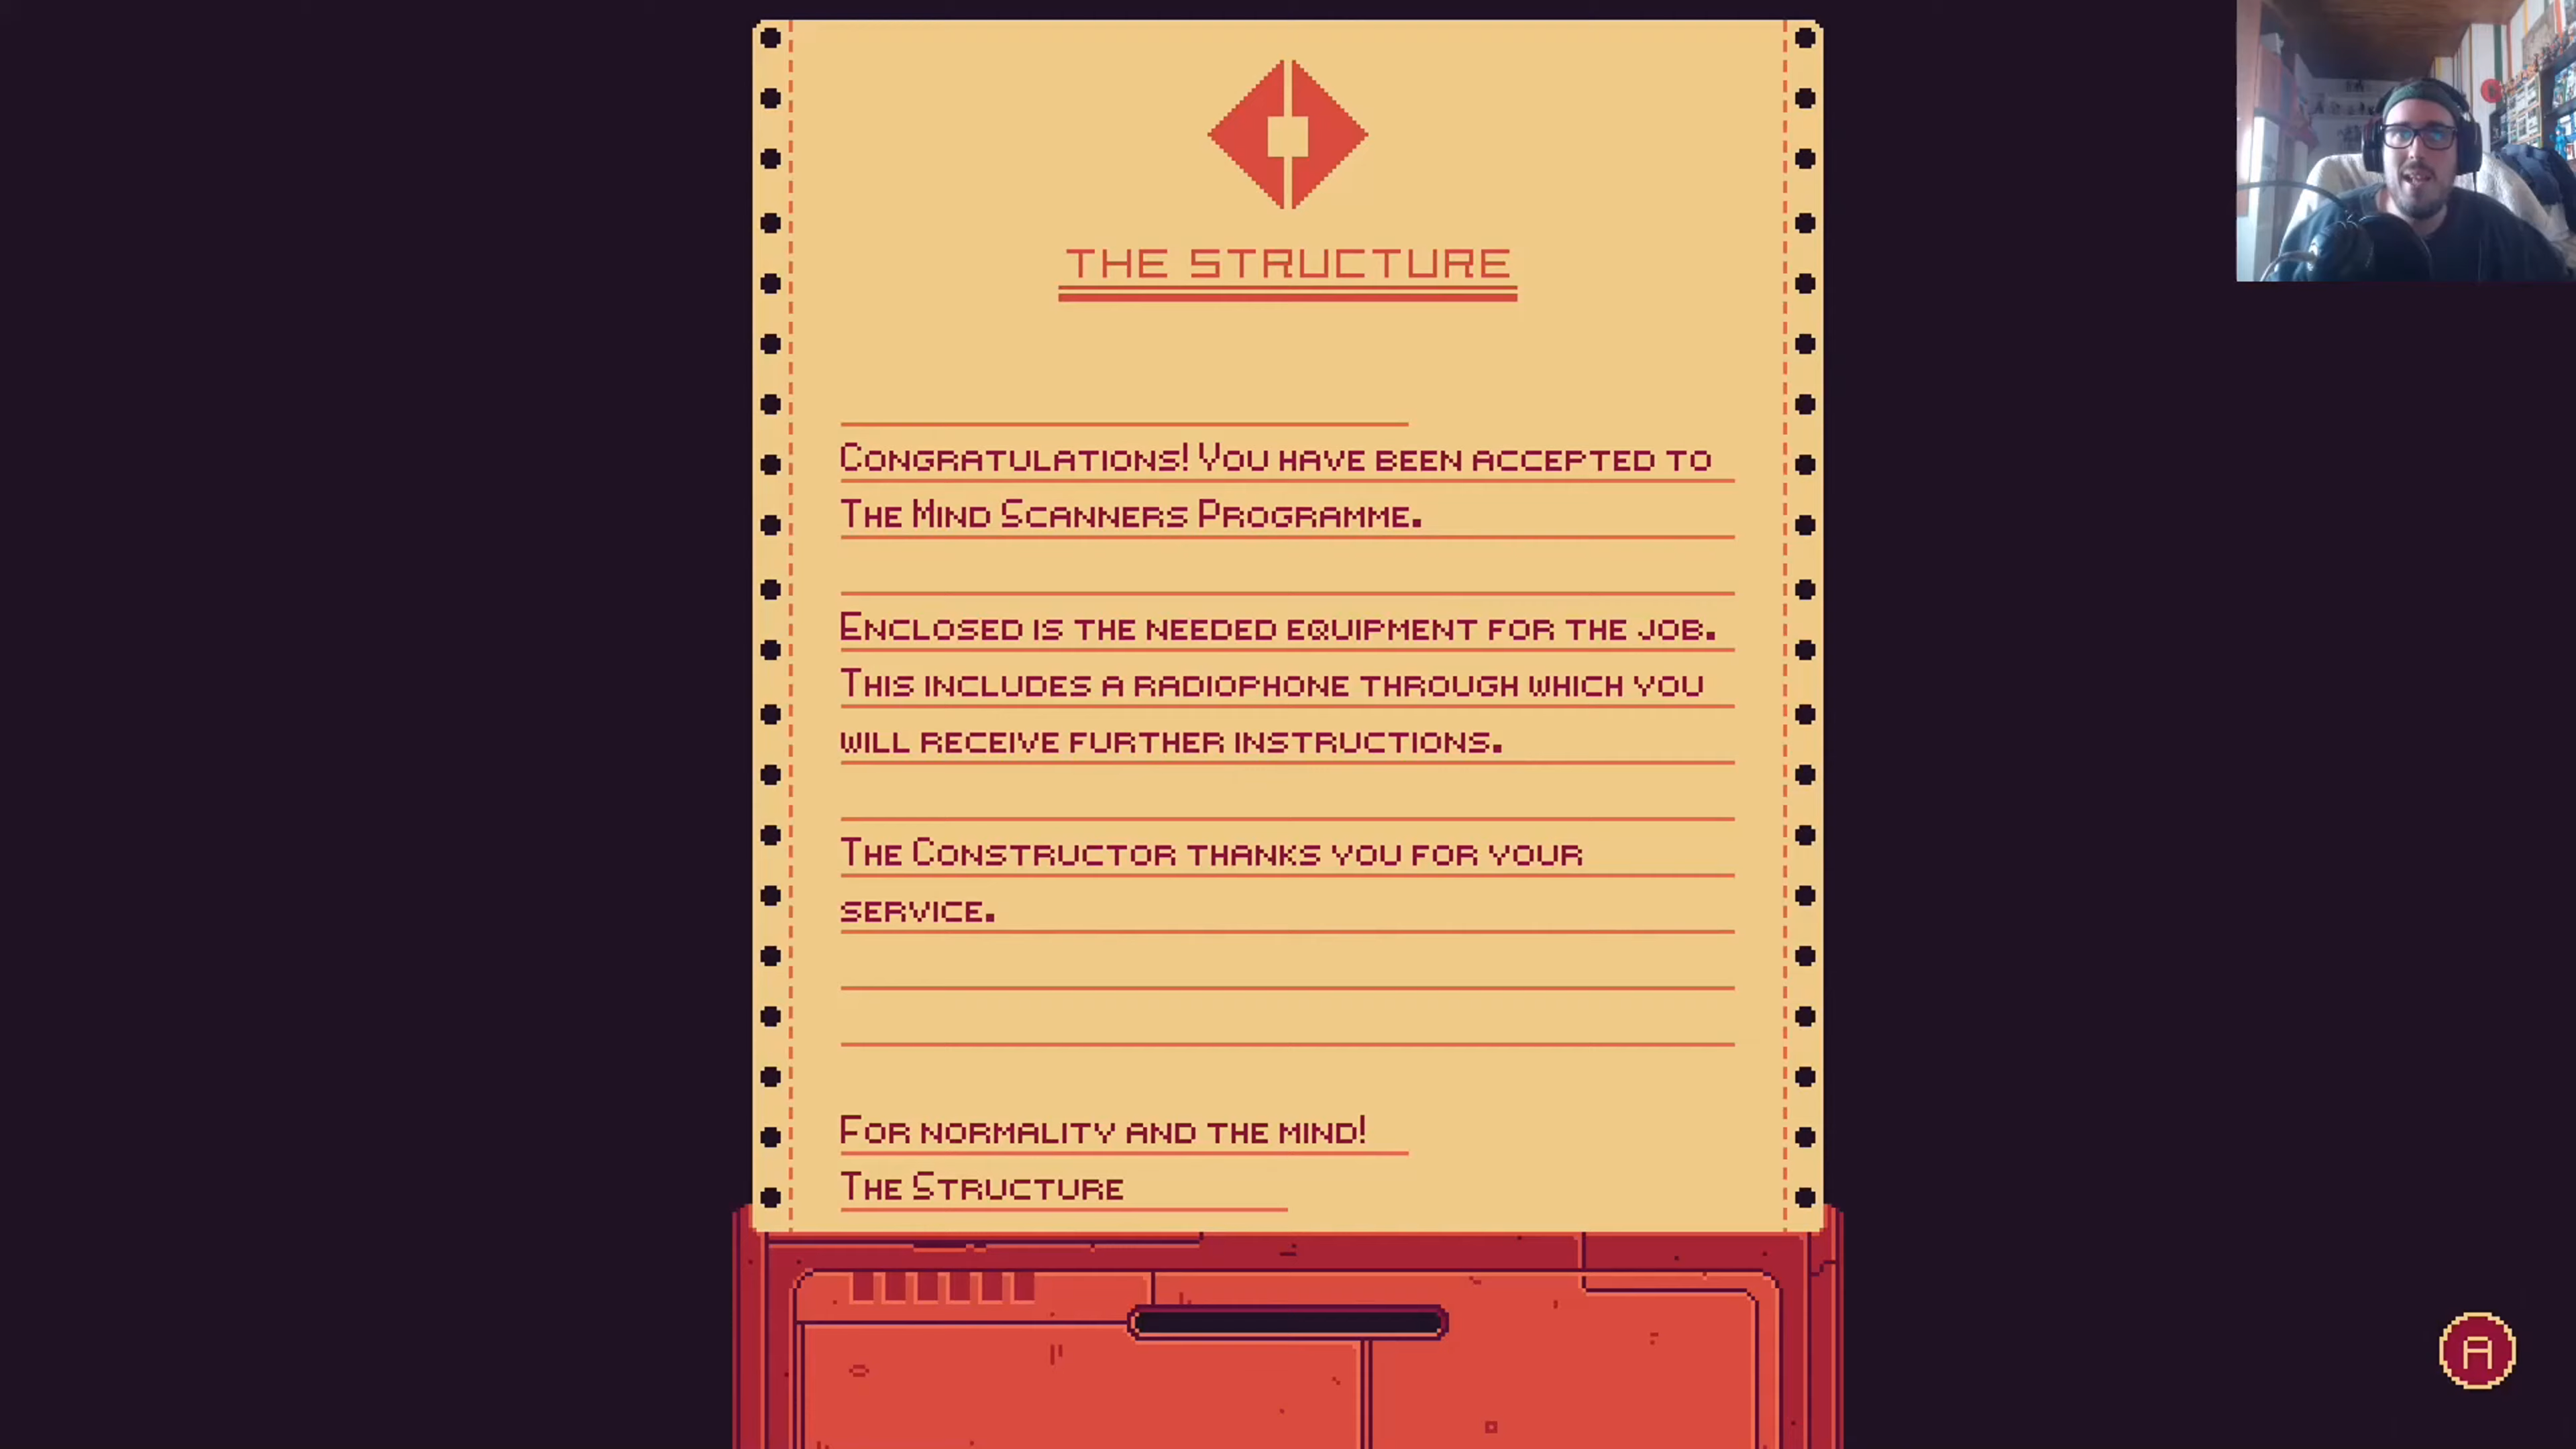 THE STRUCTURE
Congratulations! You have been accepted to
The Mind Scanners Programme.
Enclosed is the needed equipment for the job.
This includes a radiophone through which you
will receive further instructions.
The Constructor thanks you for your
service.
For normality and the mind!
The Structure
A